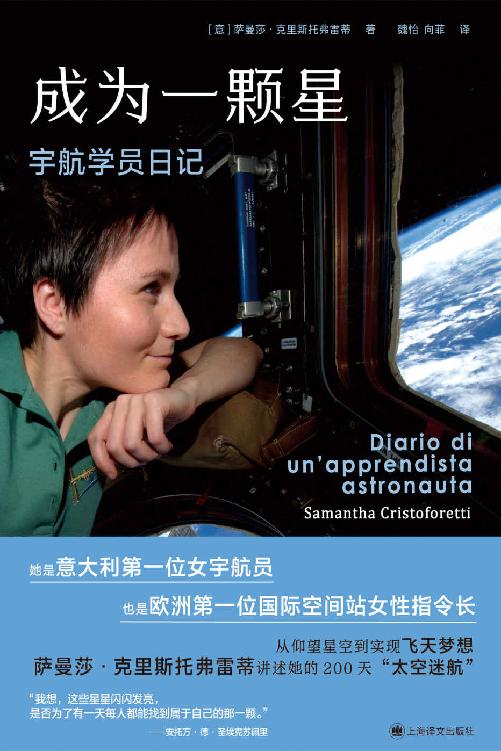 [意]萨曼莎·克里斯托弗雷蒂 著 魏怡 向菲 译
成为一颗星
宇航学员日记
Diario di
un'apprendista
astronauta
Samantha Cristoforetti
她是意大利第一位女宇航员
也是欧洲第一位国际空间站女性指令长
从仰望星空到实现飞天梦想
萨曼莎·克里斯托弗雷蒂讲述她的200天“太空迷航”
“我想，这些星星闪闪发亮，
是否为了有一天每人都能找到属于自己的那一颗。”
——安托万·德·圣埃克苏佩里
上海译文出版社